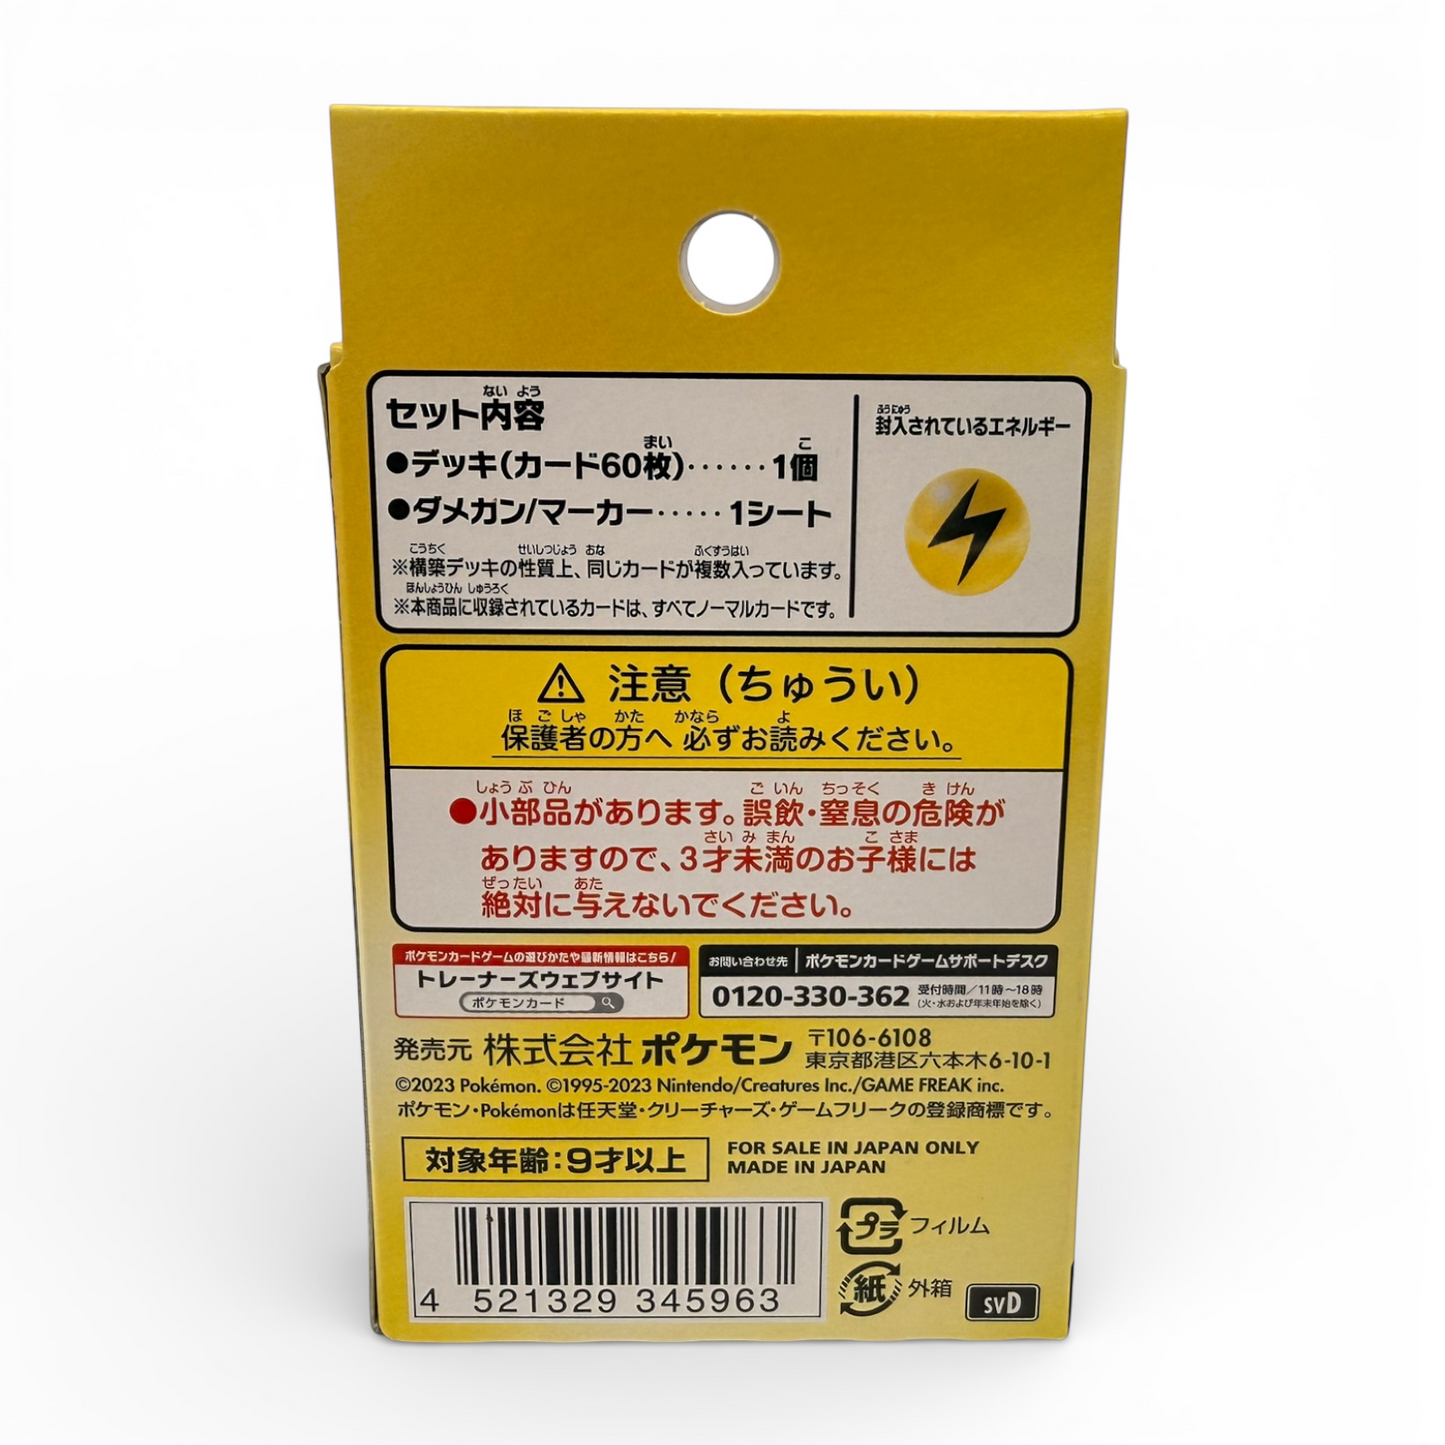 セット内容
●デッキ(カード60枚)······1個
●ダメカン/マーカー·····1シート
※構築デッキの性質上、同じカードが複数入っています。
※本商品に収録されているカードは、すべてノーマルカードです。
封入されているエネルギー
注意(ちゅうい)
保護者の方へ 必ずお読みください。
●小部品があります。誤飲・窒息の危険が
ありますので、3才未満のお子様には
絶対に与えないでください。
ポケモンカードゲームの遊びかたや最新情報はこちら!
トレーナーズウェブサイト
ポケモンカード
お問い合わせ先 | ポケモンカードゲームサポートデスク
0120-330-362 受付時間/11時~18時
(火・水および年末年始を除く)
発売元 株式会社ポケモン 〒106-6108
東京都港区六本木6-10-1
©2023 Pokémon. ©1995-2023 Nintendo/Creatures Inc./GAME FREAK inc.
ポケモン・Pokémonは任天堂・クリーチャーズ・ゲームフリークの登録商標です。
対象年齢:9才以上
FOR SALE IN JAPAN ONLY
MADE IN JAPAN
4 521329 345963
プラ フィルム
紙 外箱
svD